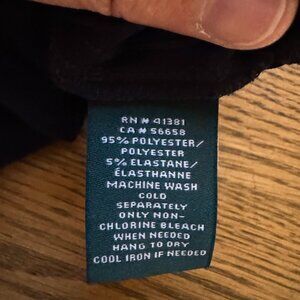 RN # 41381
CA # 56658
95% POLYESTER/
POLYESTER
5% ELASTANE/
ÉLASTHANNE
MACHINE WASH
COLD
SEPARATELY
ONLY NON-
CHLORINE BLEACH
WHEN NEEDED
HANG TO DRY
COOL IRON IF NEEDED